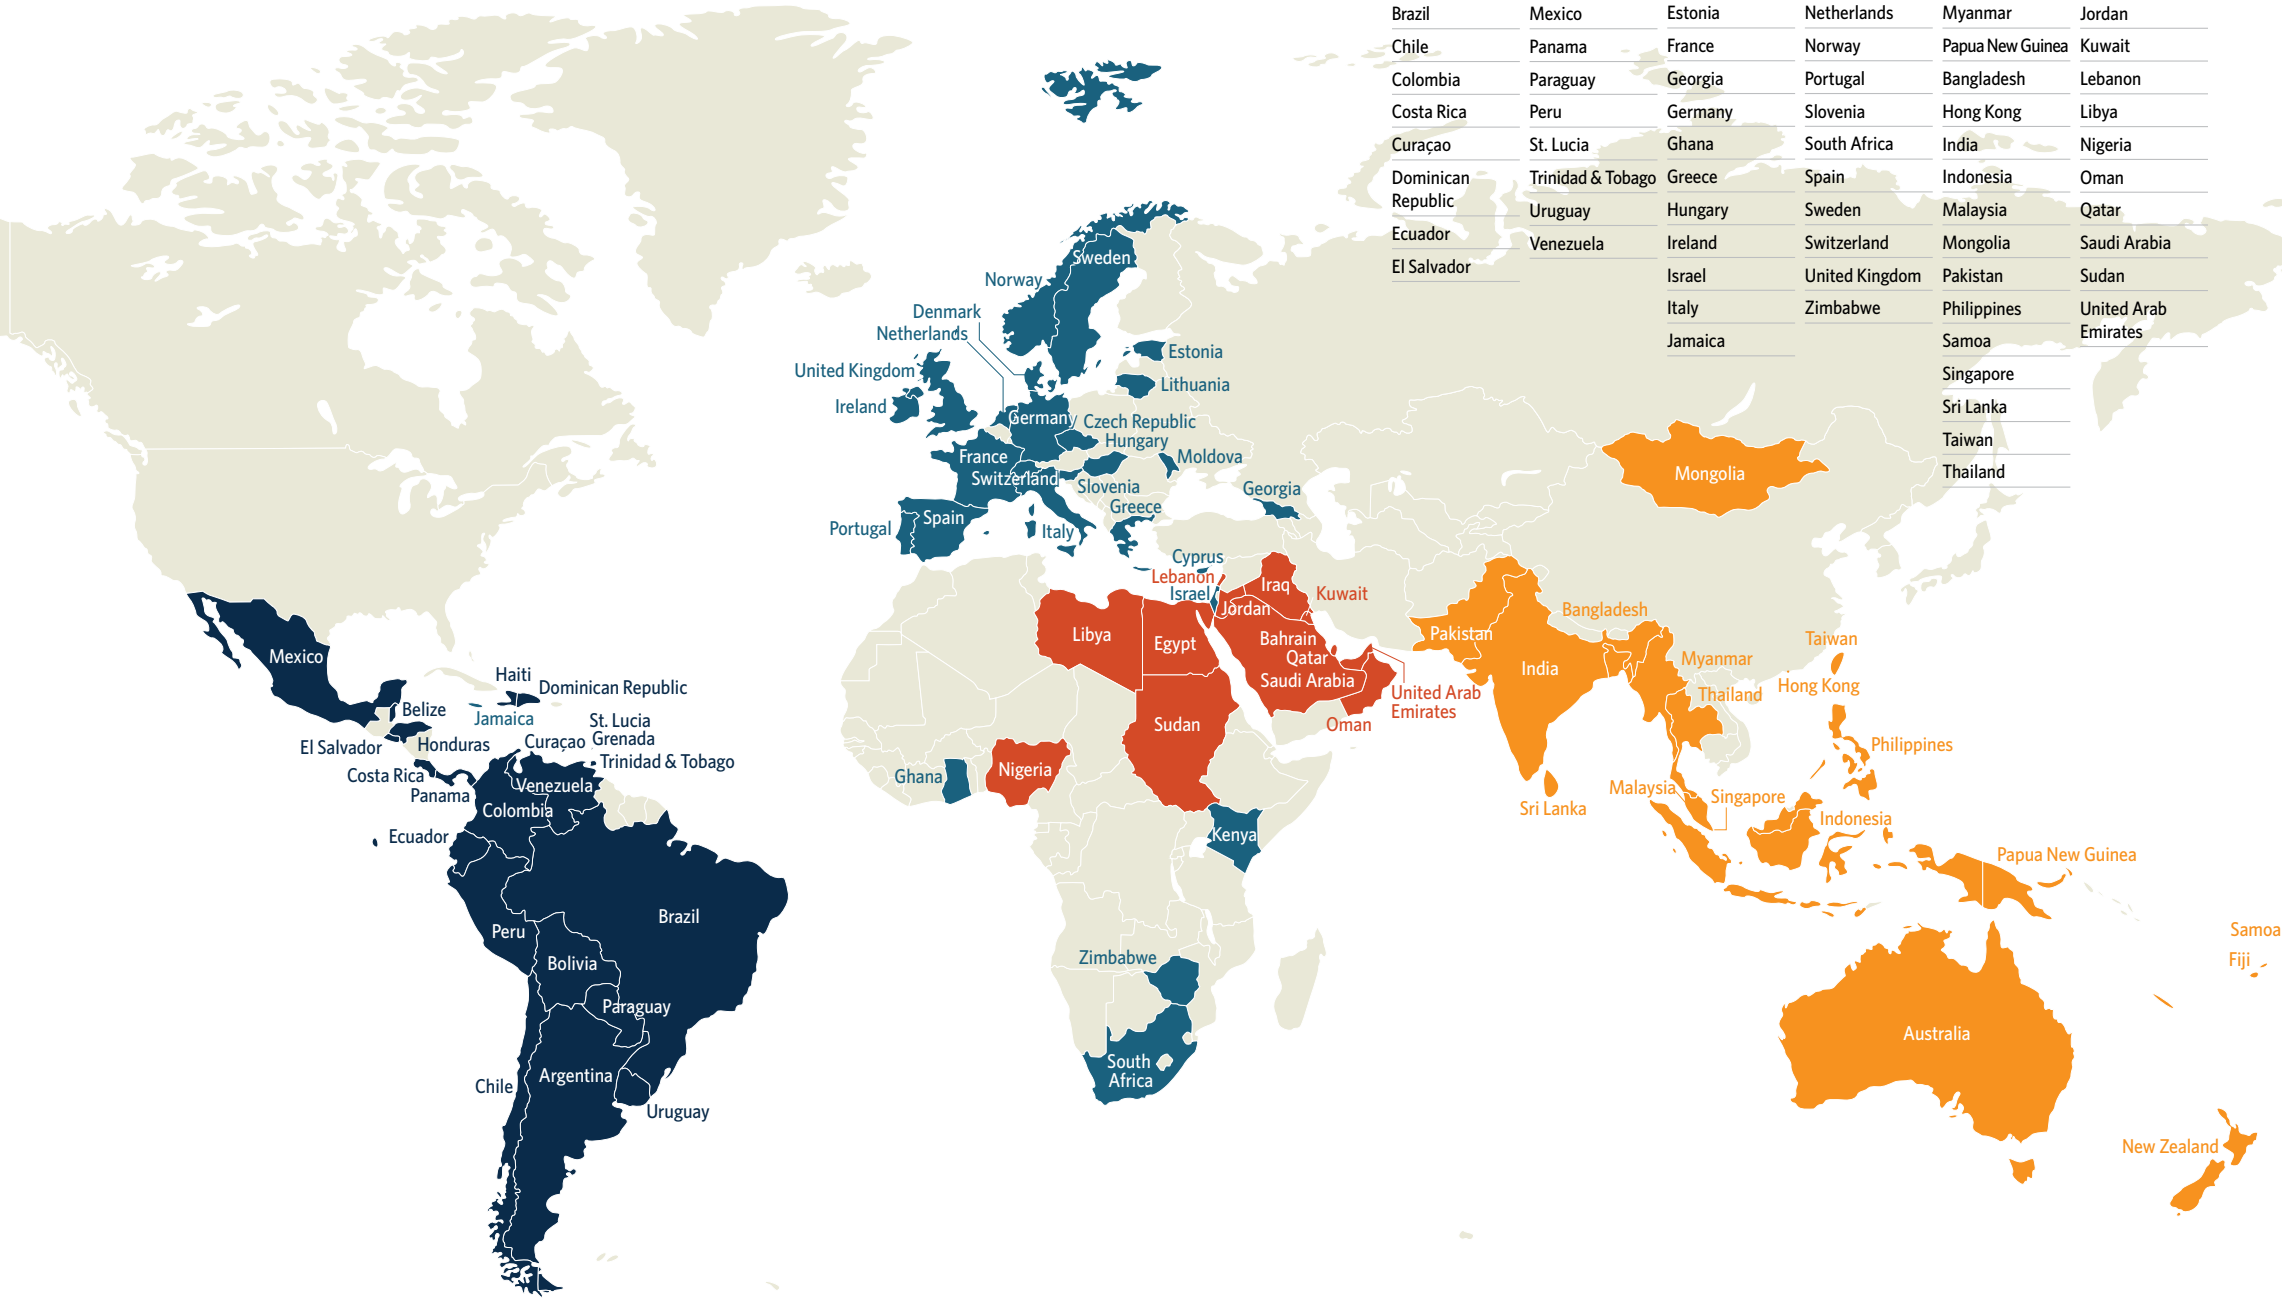 Brazil
Chile
Colombia
Costa Rica
Curaçao
Dominican
Republic
Ecuador
El Salvador
Mexico
Panama
Paraguay
Peru
St. Lucia
Trinidad & Tobago
Uruguay
Venezuela
Estonia
France
Georgia
Germany
Ghana
Greece
Hungary
Ireland
Israel
Italy
Jamaica
Netherlands
Norway
Portugal
Slovenia
South Africa
Spain
Sweden
Switzerland
United Kingdom
Zimbabwe
Myanmar
Papua New Guinea
Bangladesh
Hong Kong
India
Indonesia
Malaysia
Mongolia
Pakistan
Philippines
Samoa
Singapore
Sri Lanka
Taiwan
Thailand
Jordan
Kuwait
Lebanon
Libya
Nigeria
Oman
Qatar
Saudi Arabia
Sudan
United Arab
Emirates
Sweden
Norway
Denmark
Netherlands
Estonia
United Kingdom
Lithuania
Ireland
Germany
Czech Republic
Hungary
France
Moldova
Switzerland
Slovenia
Georgia
Greece
Spain
Portugal
Italy
Cyprus
Lebanon
Israel
Iraq
Kuwait
Jordan
Libya
Egypt
Bahrain
Qatar
Saudi Arabia
United Arab
Emirates
Oman
Sudan
Nigeria
Ghana
Kenya
Zimbabwe
South
Africa
Mexico
Haiti
Dominican Republic
Belize
Jamaica
St. Lucia
Grenada
El Salvador
Honduras
Curaçao
Trinidad & Tobago
Costa Rica
Panama
Venezuela
Colombia
Ecuador
Brazil
Peru
Bolivia
Paraguay
Chile
Argentina
Uruguay
Mongolia
Bangladesh
Pakistan
Taiwan
India
Myanmar
Hong Kong
Thailand
Philippines
Malaysia
Singapore
Sri Lanka
Indonesia
Papua New Guinea
Samoa
Fiji
Australia
New Zealand